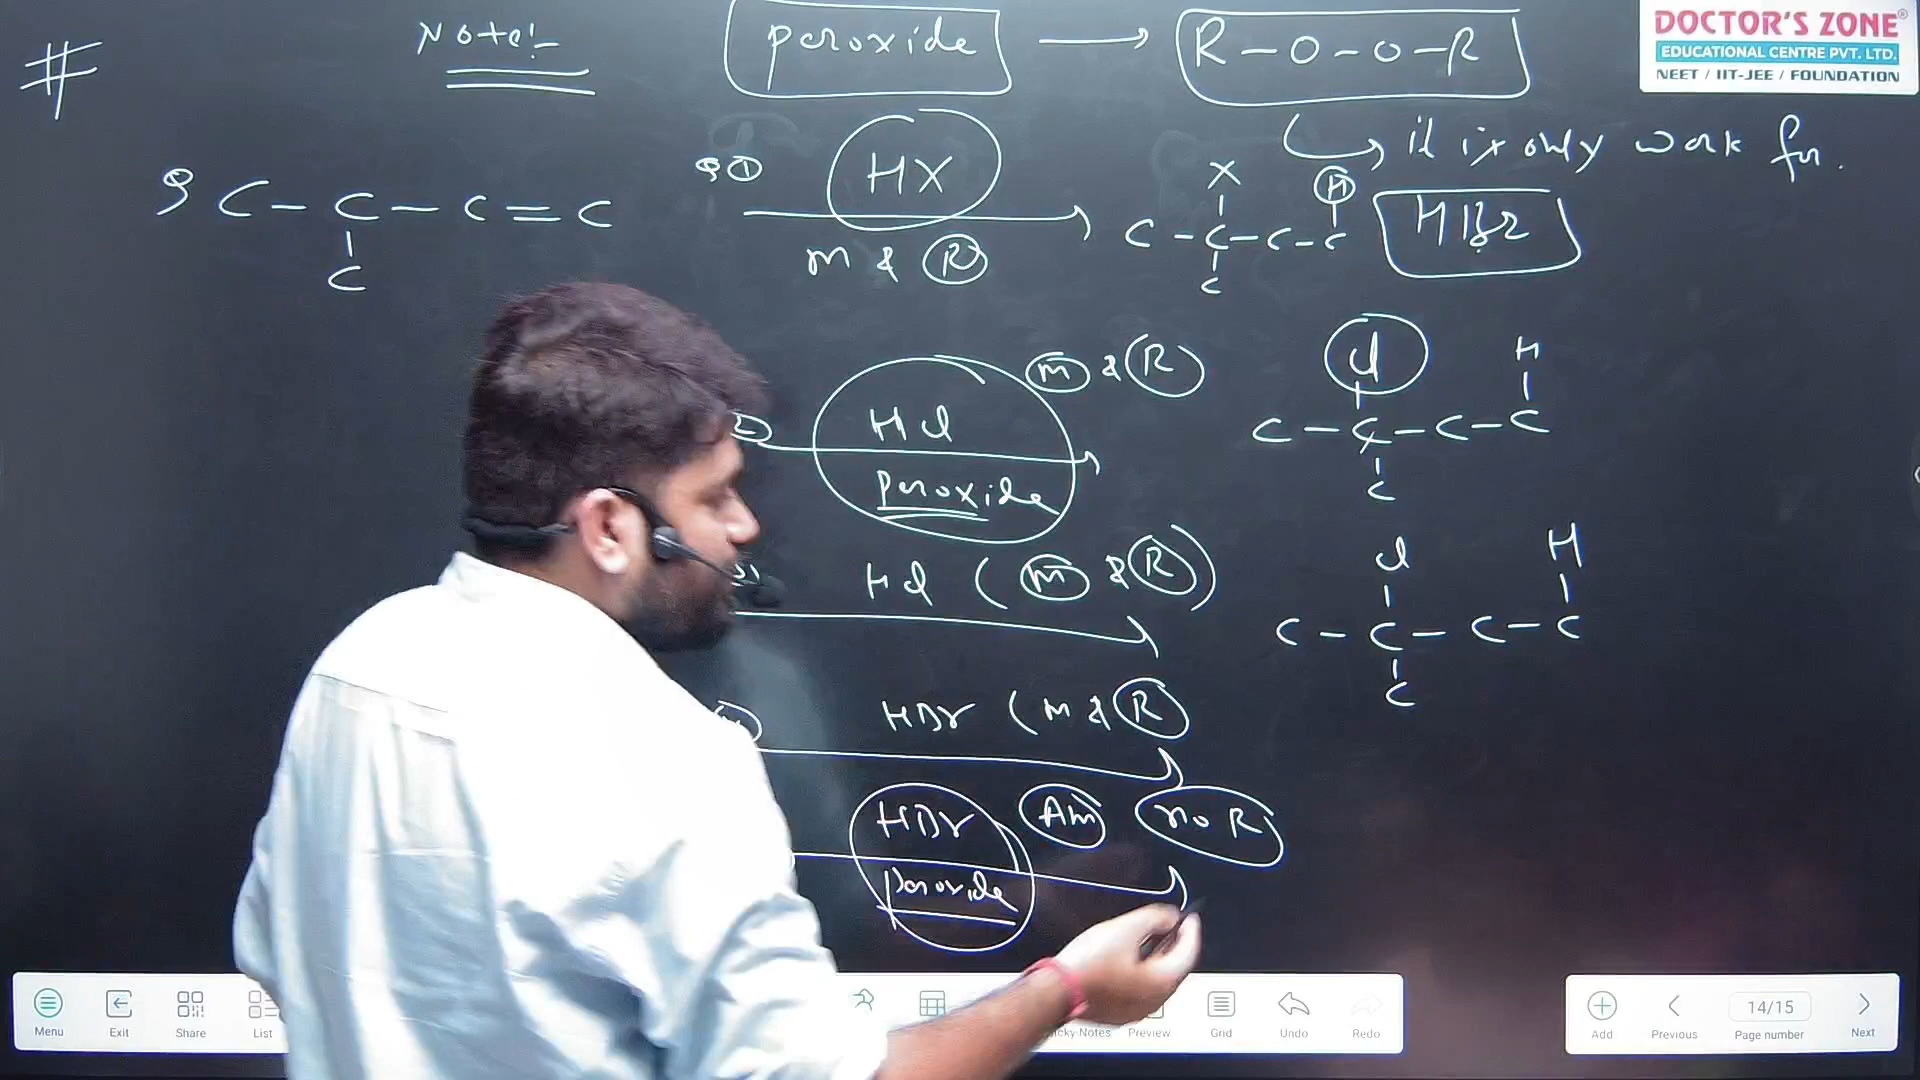 # Note:- peroxide → R-O-O-R
DOCTOR'S ZONE®
EDUCATIONAL CENTRE PVT. LTD.
NEET / IIT-JEE / FOUNDATION
it is only work for.
HBr
C-C-C=C
C
① HX
M & R
X H
C-C-C-C
C
HCl
peroxide
M & R
Cl H
C-C-C-C
C
HCl (M & R)
Cl H
C-C-C-C
C
HBr (M & R
HBr AM no R
peroxide
Menu Exit Share List Preview Grid Undo Redo
Add Previous 14/15 Page number Next